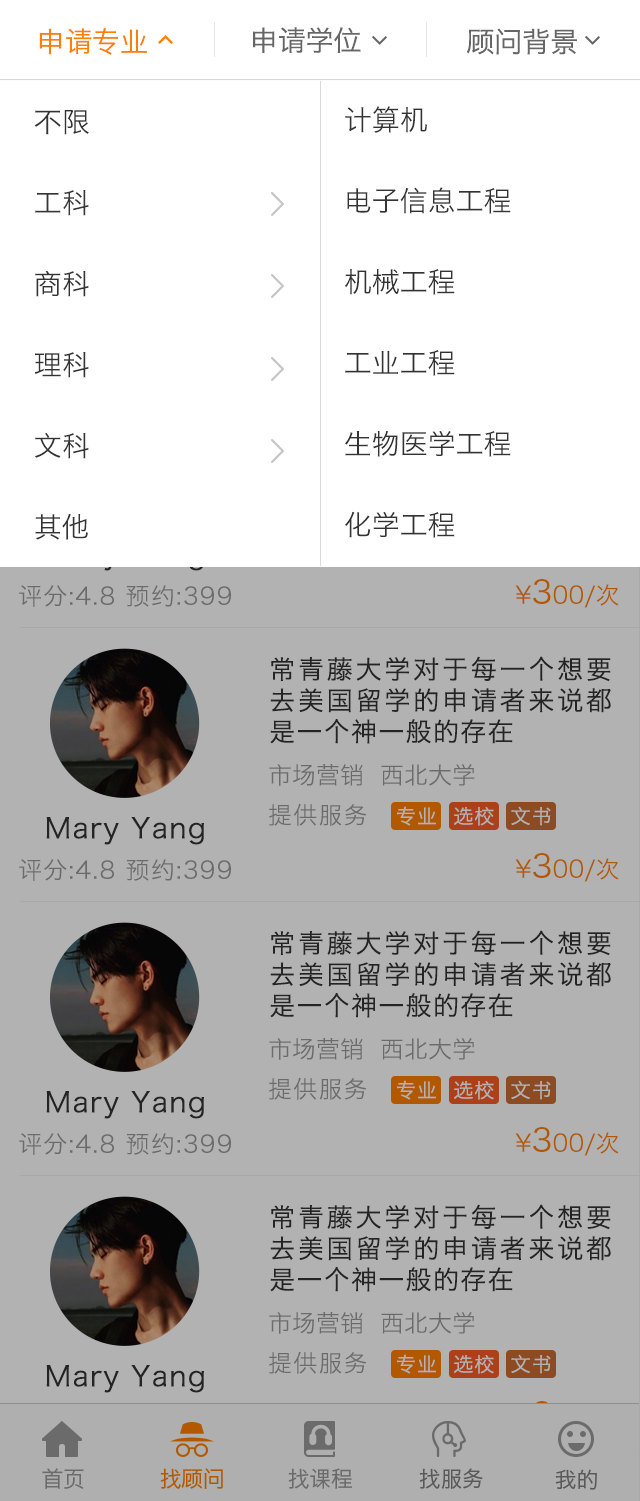 申请专业 申请学位 顾问背景
不限 计算机
工科 电子信息工程
商科 机械工程
理科 工业工程
文科 生物医学工程
其他 化学工程
评分:4.8 预约:399 ¥300/次
常青藤大学对于每一个想要
去美国留学的申请者来说都
是一个神一般的存在
市场营销 西北大学
提供服务 专业 选校 文书
Mary Yang
评分:4.8 预约:399 ¥300/次
常青藤大学对于每一个想要
去美国留学的申请者来说都
是一个神一般的存在
市场营销 西北大学
提供服务 专业 选校 文书
Mary Yang
评分:4.8 预约:399 ¥300/次
常青藤大学对于每一个想要
去美国留学的申请者来说都
是一个神一般的存在
市场营销 西北大学
提供服务 专业 选校 文书
Mary Yang
首页 找顾问 找课程 找服务 我的